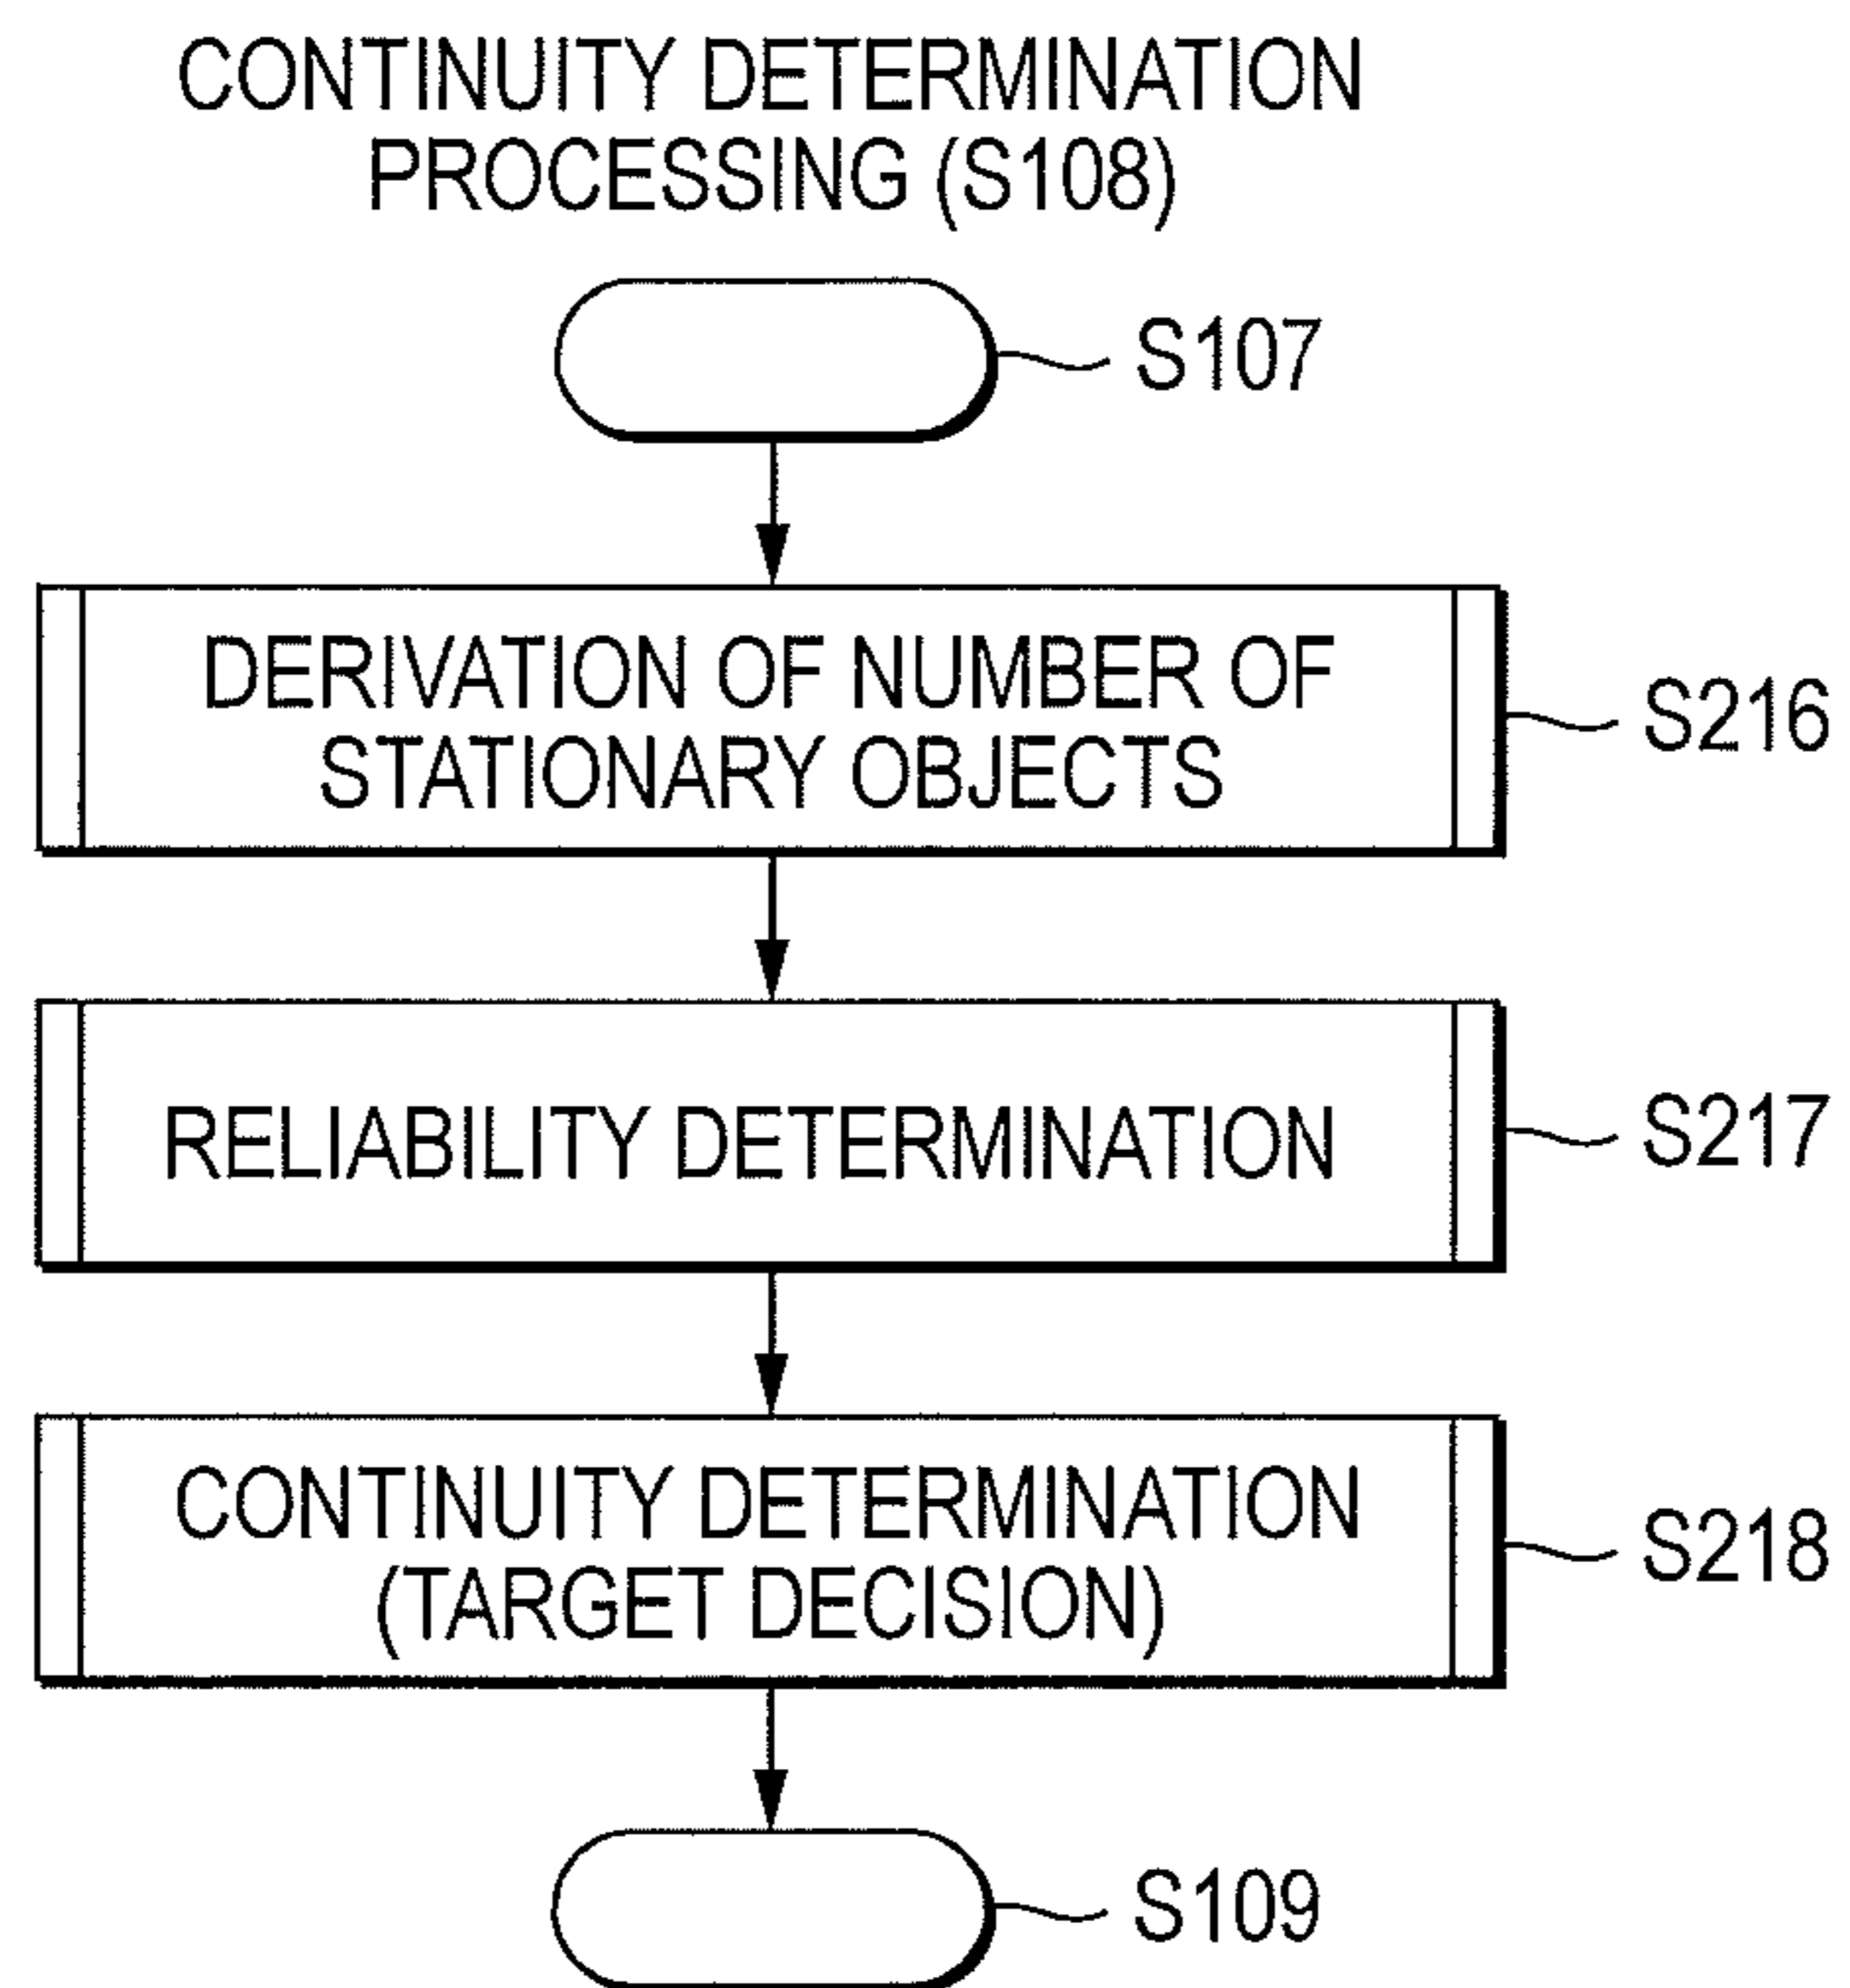 CONTINUITY DETERMINATION
PROCESSING (S108)
S107
DERIVATION OF NUMBER OF
STATIONARY OBJECTS
S216
RELIABILITY DETERMINATION
S217
CONTINUITY DETERMINATION
(TARGET DECISION)
S218
S109